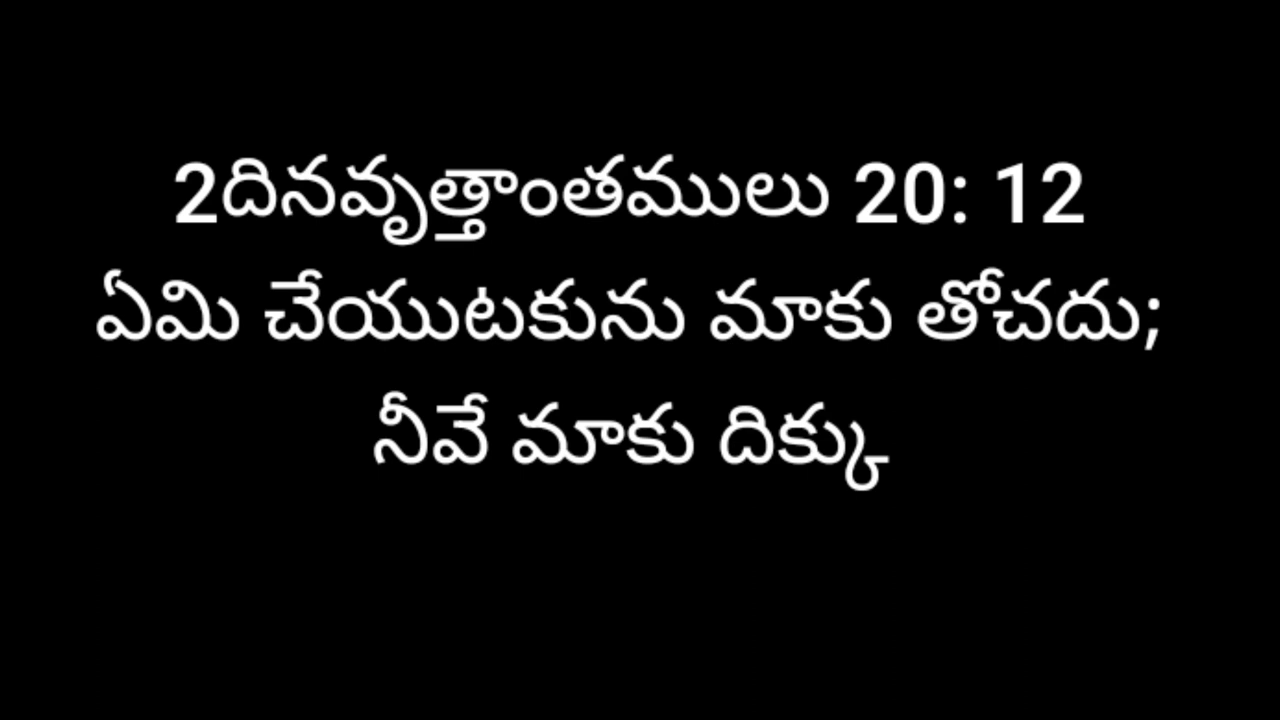 2దినవృత్తాంతములు 20: 12
ఏమి చేయుటకును మాకు తోచదు;
నీవే మాకు దిక్కు